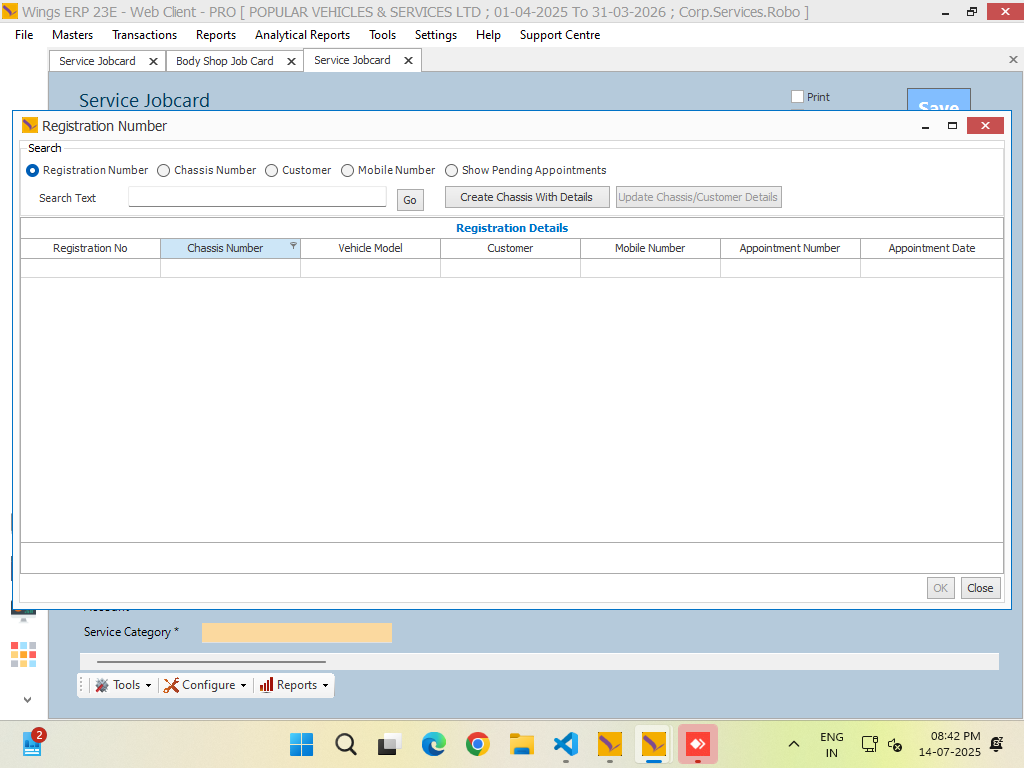 Wings ERP 23E - Web Client - PRO [ POPULAR VEHICLES & SERVICES LTD ; 01-04-2025 To 31-03-2026 ; Corp.Services.Robo ]
File Masters Transactions Reports Analytical Reports Tools Settings Help Support Centre
Service Jobcard Body Shop Job Card Service Jobcard
Service Jobcard
Print
Save
Registration Number
Search
Registration Number Chassis Number Customer Mobile Number Show Pending Appointments
Search Text Go Create Chassis With Details Update Chassis/Customer Details
Registration Details
Registration No Chassis Number Vehicle Model Customer Mobile Number Appointment Number Appointment Date
OK Close
Account
Service Category *
Tools Configure Reports
2
ENG
IN
08:42 PM
14-07-2025